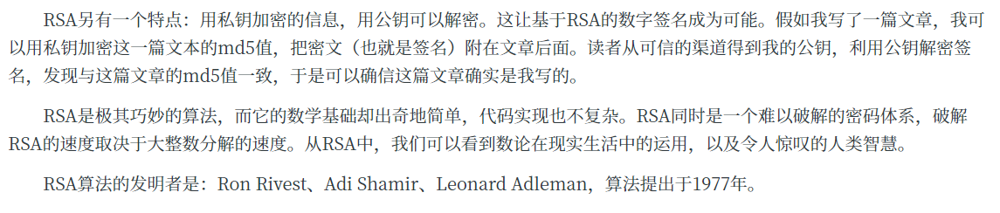 RSA另有一个特点：用私钥加密的信息，用公钥可以解密。这让基于RSA的数字签名成为可能。假如我写了一篇文章，我可
以用私钥加密这一篇文本的md5值，把密文（也就是签名）附在文章后面。读者从可信的渠道得到我的公钥，利用公钥解密签
名，发现与这篇文章的md5值一致，于是可以确信这篇文章确实是我写的。
RSA是极其巧妙的算法，而它的数学基础却出奇地简单，代码实现也不复杂。RSA同时是一个难以破解的密码体系，破解
RSA的速度取决于大整数分解的速度。从RSA中，我们可以看到数论在现实生活中的运用，以及令人惊叹的人类智慧。
RSA算法的发明者是：Ron Rivest、Adi Shamir、Leonard Adleman，算法提出于1977年。